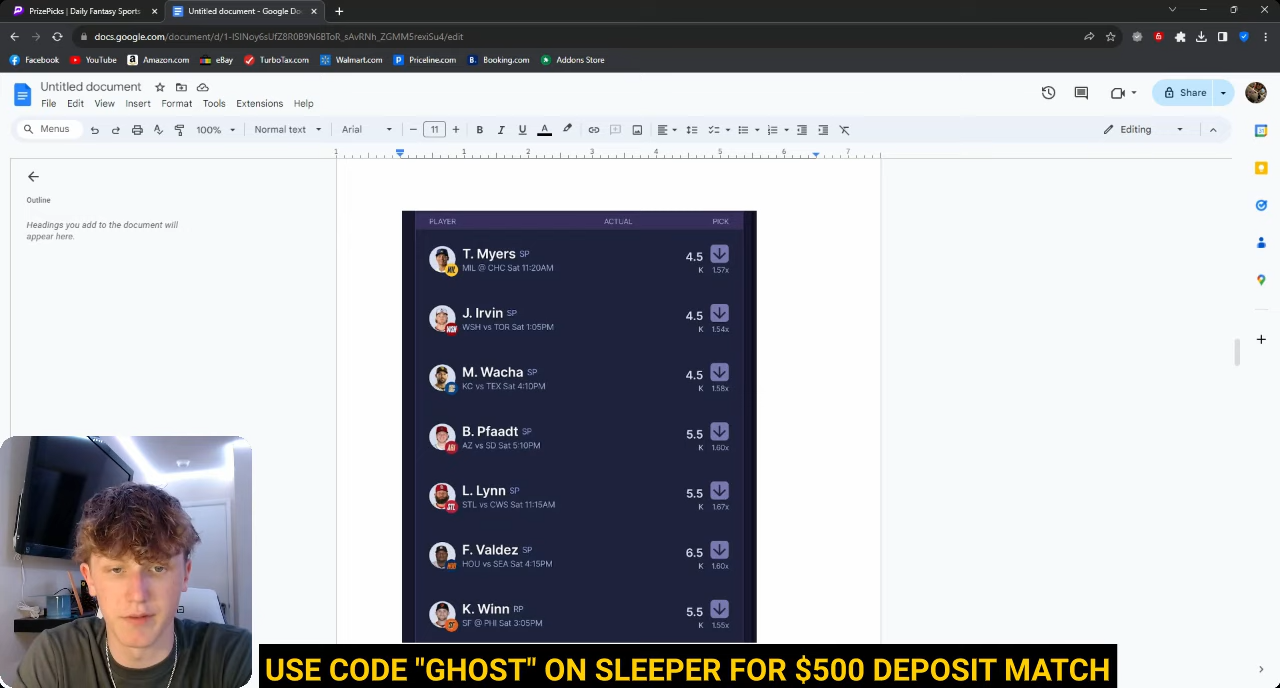 PrizePicks | Daily Fantasy Sports
Untitled document - Google Do
docs.google.com/document/d/1-ISINoy6sUfZ8R0B9N6BToR_sAvRNh_ZGMM5rexiSu4/edit
Facebook YouTube Amazon.com eBay TurboTax.com Walmart.com Priceline.com Booking.com Addons Store
Untitled document
File Edit View Insert Format Tools Extensions Help
Share
Menus 100% Normal text Arial 11 Editing
1 1 2 3 4 5 6 7
Outline
Headings you add to the document will
appear here.
PLAYER ACTUAL PICK
T. Myers SP 4.5
MIL @ CHC Sat 11:20AM K 1.57x
J. Irvin SP 4.5
WSH vs TOR Sat 1:05PM K 1.54x
M. Wacha SP 4.5
KC vs TEX Sat 4:10PM K 1.58x
B. Pfaadt SP 5.5
AZ vs SD Sat 5:10PM K 1.60x
L. Lynn SP 5.5
STL vs CWS Sat 11:15AM K 1.67x
F. Valdez SP 6.5
HOU vs SEA Sat 4:15PM K 1.60x
K. Winn RP 5.5
SF @ PHI Sat 3:05PM K 1.55x
USE CODE "GHOST" ON SLEEPER FOR $500 DEPOSIT MATCH